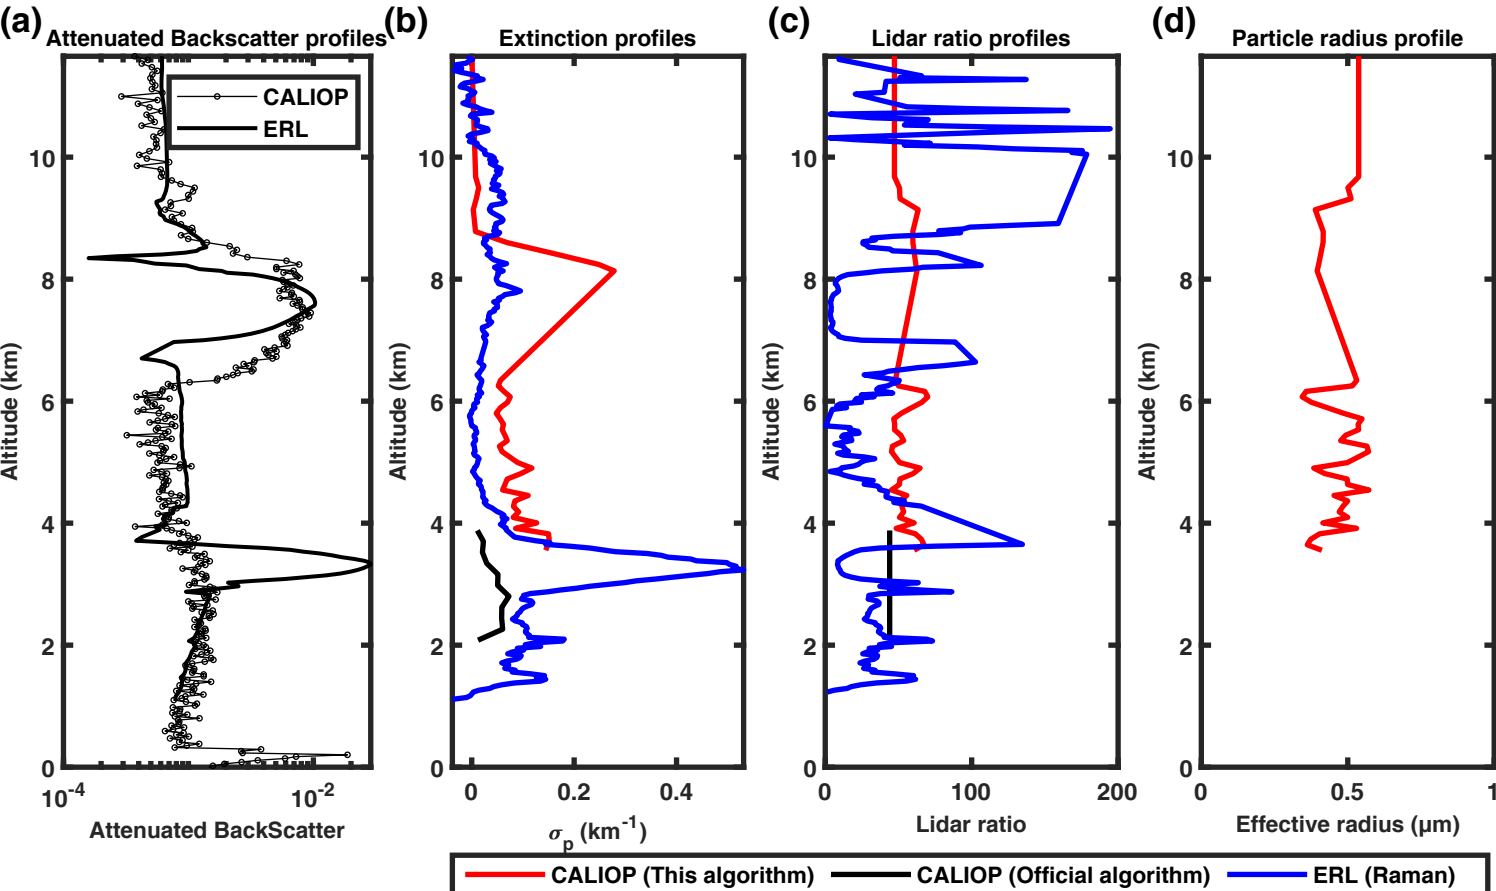 (a) Attenuated Backscatter profiles
CALIOP
ERL
10
8
6
4
2
0
Altitude (km)
10^-4
10^-2
Attenuated BackScatter
(b) Extinction profiles
10
8
6
4
2
0
Altitude (km)
0
0.2
0.4
σ_p (km^-1)
(c) Lidar ratio profiles
10
8
6
4
2
0
Altitude (km)
0
100
200
Lidar ratio
(d) Particle radius profile
10
8
6
4
2
0
Altitude (km)
0
0.5
1
Effective radius (μm)
CALIOP (This algorithm) CALIOP (Official algorithm) ERL (Raman)